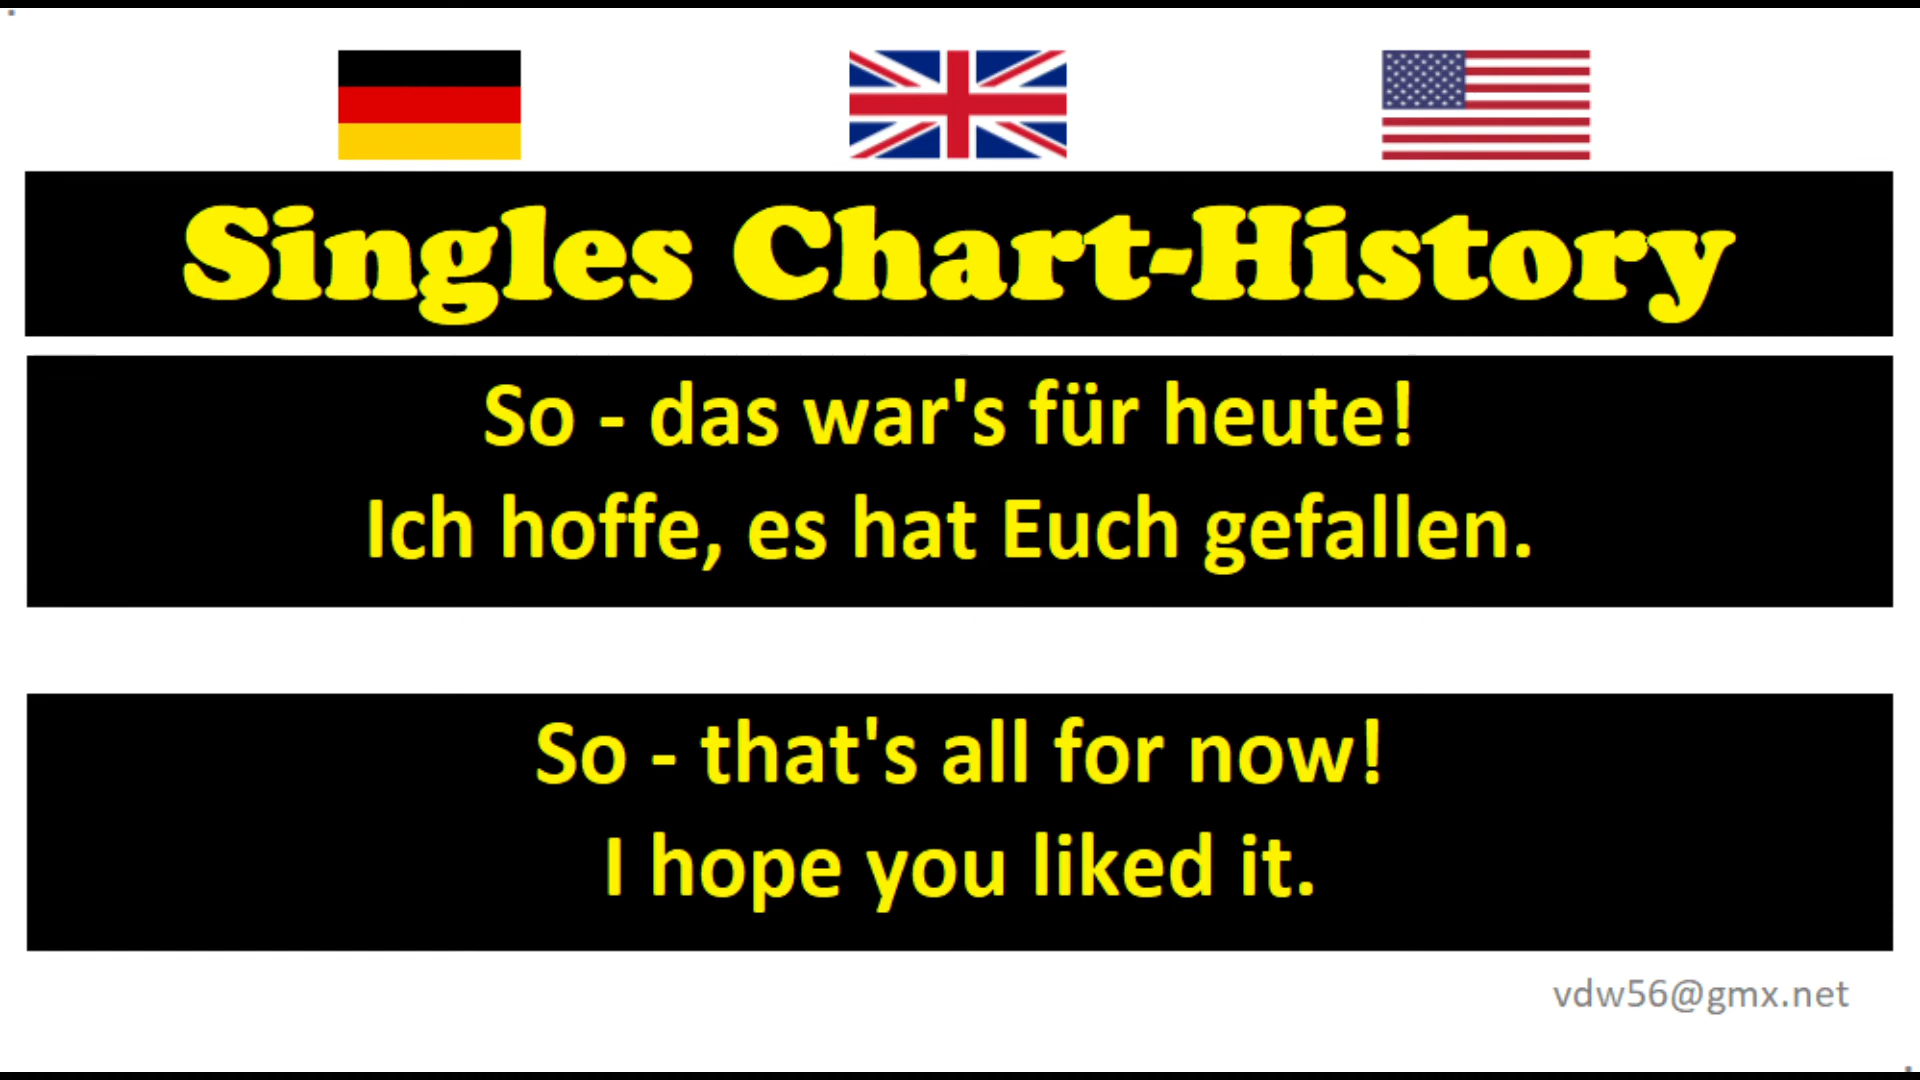 Singles Chart-History
So - das war's für heute!
Ich hoffe, es hat Euch gefallen.
So - that's all for now!
I hope you liked it.
vdw56@gmx.net